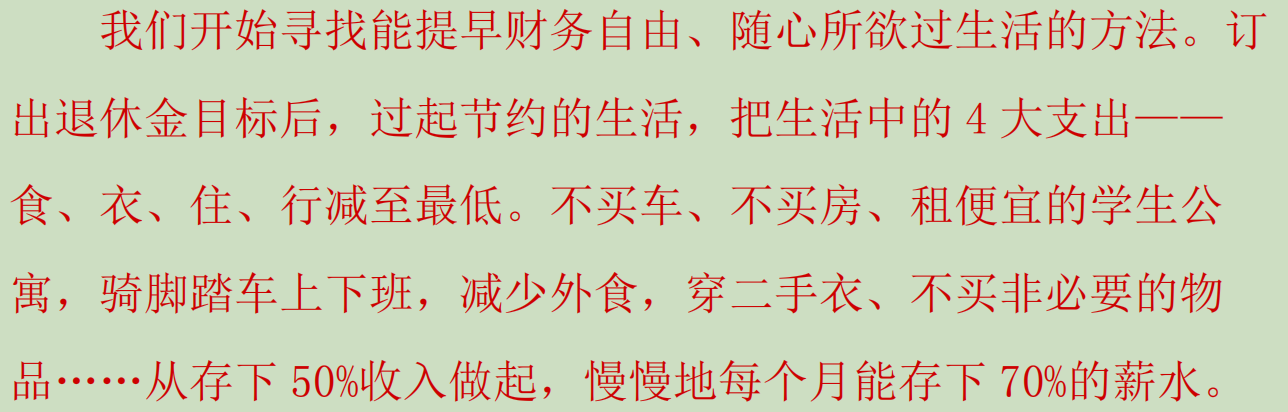 我们开始寻找能提早财务自由、随心所欲过生活的方法。订
出退休金目标后，过起节约的生活，把生活中的 4 大支出——
食、衣、住、行减至最低。不买车、不买房、租便宜的学生公
寓，骑脚踏车上下班，减少外食，穿二手衣、不买非必要的物
品……从存下 50%收入做起，慢慢地每个月能存下 70%的薪水。